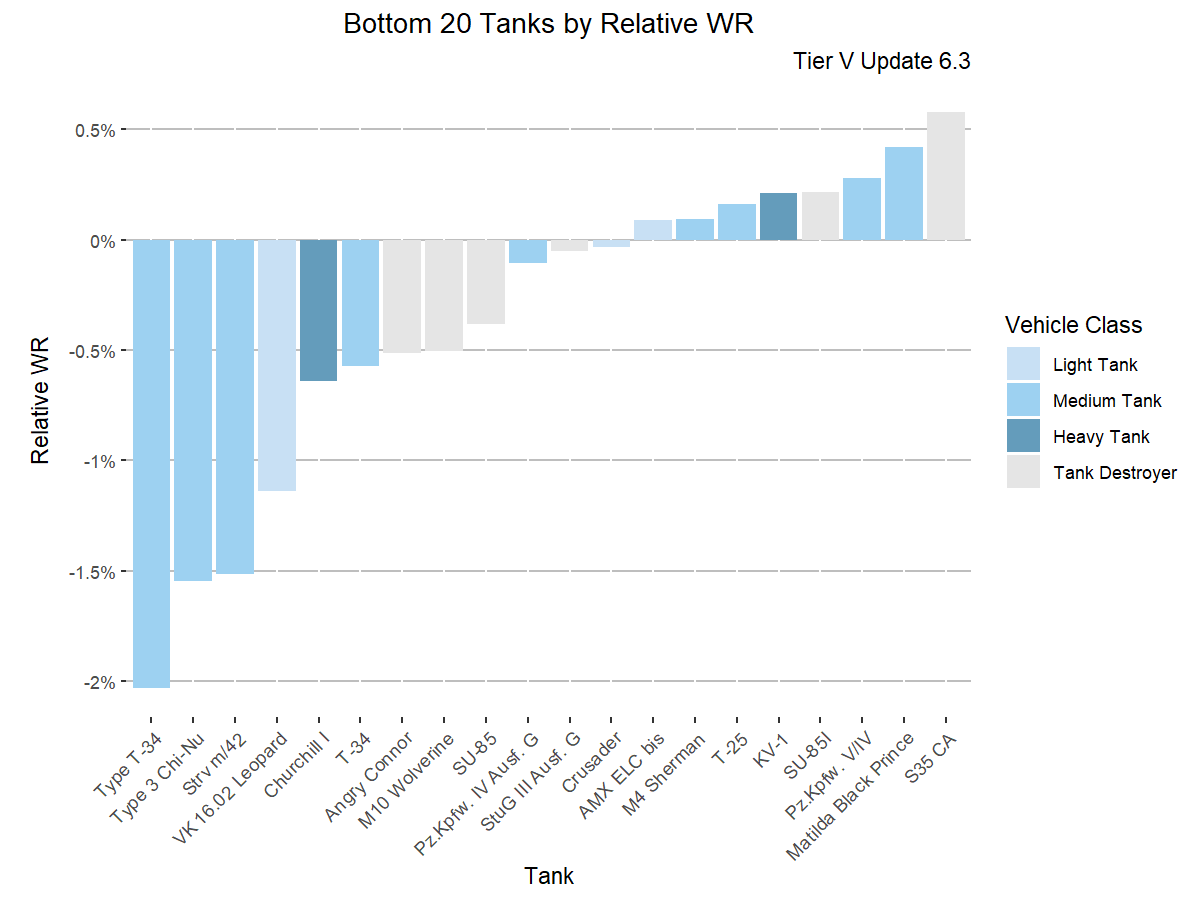 Bottom 20 Tanks by Relative WR
Tier V Update 6.3
0.5%
0%
-0.5%
-1%
-1.5%
-2%
Relative WR
Type T-34
Type 3 Chi-Nu
Strv m/42
VK 16.02 Leopard
Churchill I
T-34
Angry Connor
M10 Wolverine
SU-85
Pz.Kpfw. IV Ausf. G
StuG III Ausf. G
Crusader
AMX ELC bis
M4 Sherman
T-25
KV-1
SU-85I
Pz.Kpfw. V/IV
Matilda Black Prince
S35 CA
Tank
Vehicle Class
Light Tank
Medium Tank
Heavy Tank
Tank Destroyer